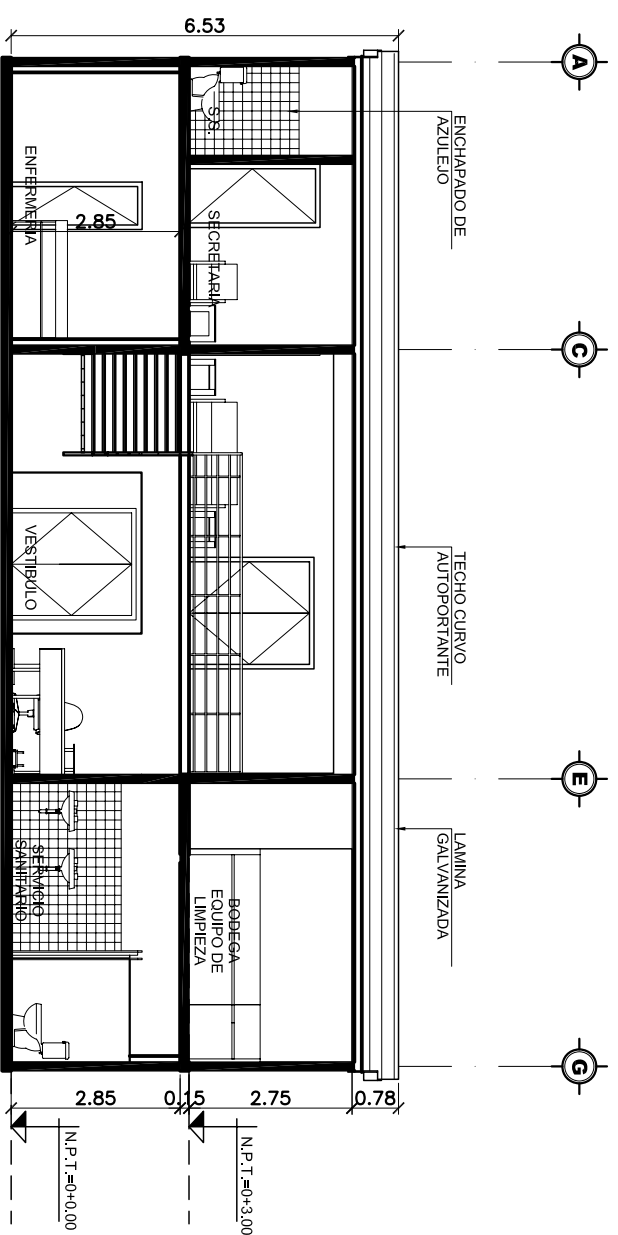 A
C
E
G
ENCHAPADO DE
AZULEJO
TECHO CURVO
AUTOPORTANTE
LAMINA
GALVANIZADA
6.53
S.S.
SECRETARIA
BODEGA
EQUIPO DE
LIMPIEZA
ENFERMERIA
2.85
VESTIBULO
SERVICIO
SANITARIO
0.78
2.75
0.15
2.85
N.P.T.=0+3.00
N.P.T.=0+0.00